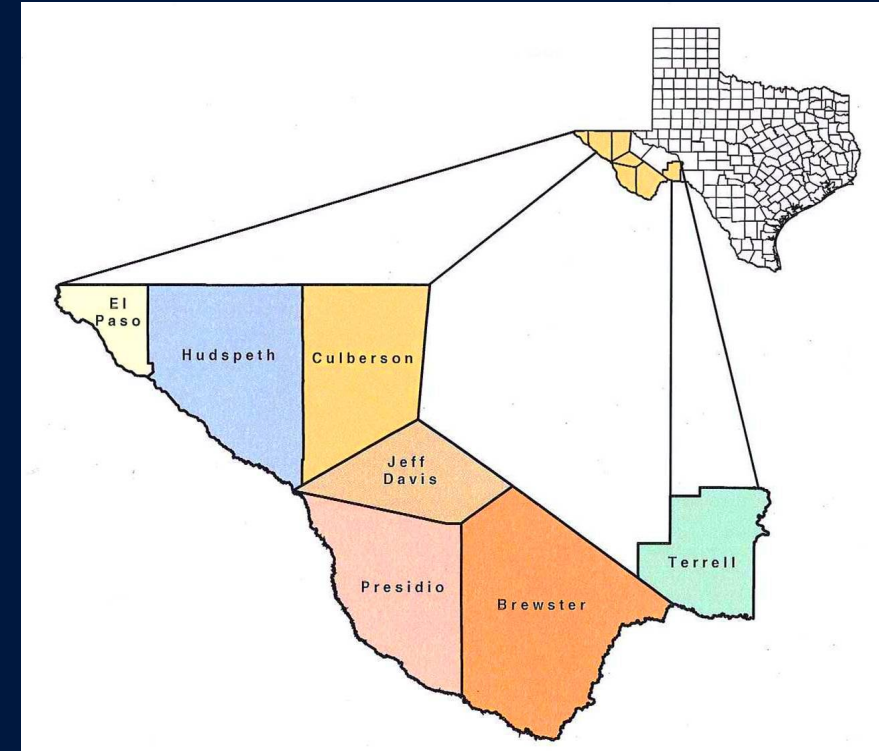 El
Paso
Hudspeth
Culberson
Jeff
Davis
Presidio
Brewster
Terrell